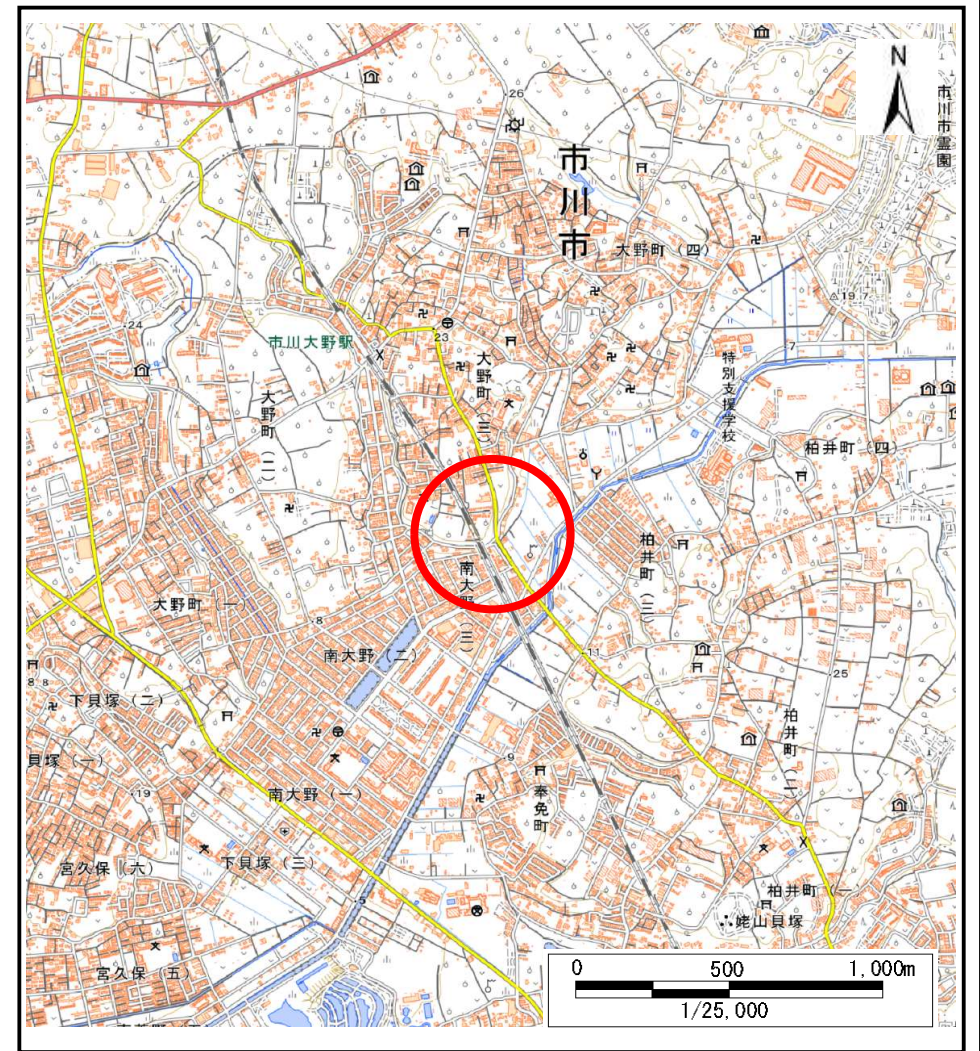 N
市川市霊園
26
市川市
大野町（四）
19.7
24
市川大野駅
1
23
7
大野町（三）
特別支援学校
大野町（二）
柏井町（四）
柏井町（三）
南大野（三）
大野町（一）
8
南大野（二）
11
25
下貝塚（二）
柏井町（二）
貝塚（一）
9
19
南大野（一）
奉免町
下貝塚（三）
宮久保（六）
柏井町（一）
5
姥山貝塚
宮久保（五）
0 500 1,000m
1/25,000